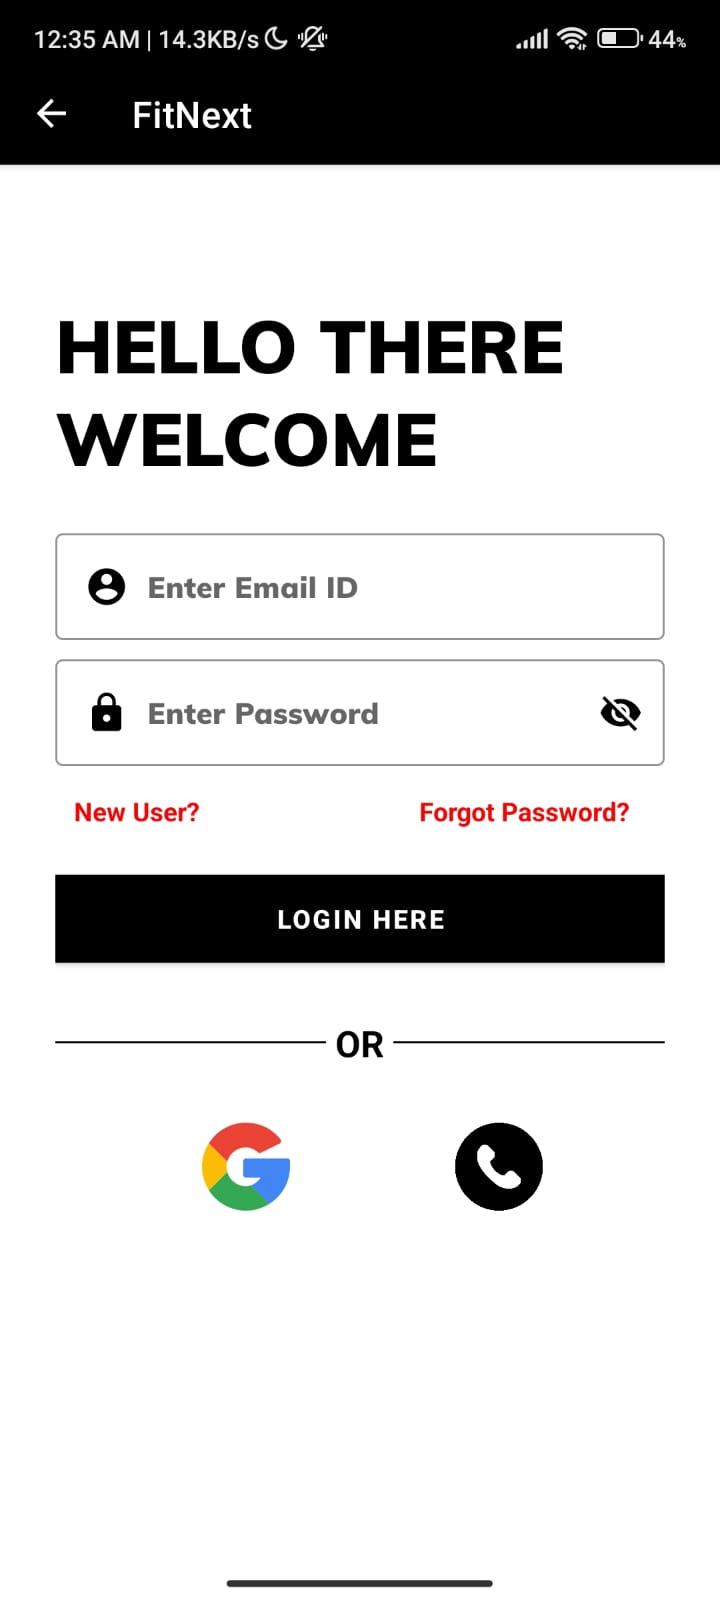 12:35 AM | 14.3KB/s 44%
FitNext
HELLO THERE
WELCOME
Enter Email ID
Enter Password
New User? Forgot Password?
LOGIN HERE
OR